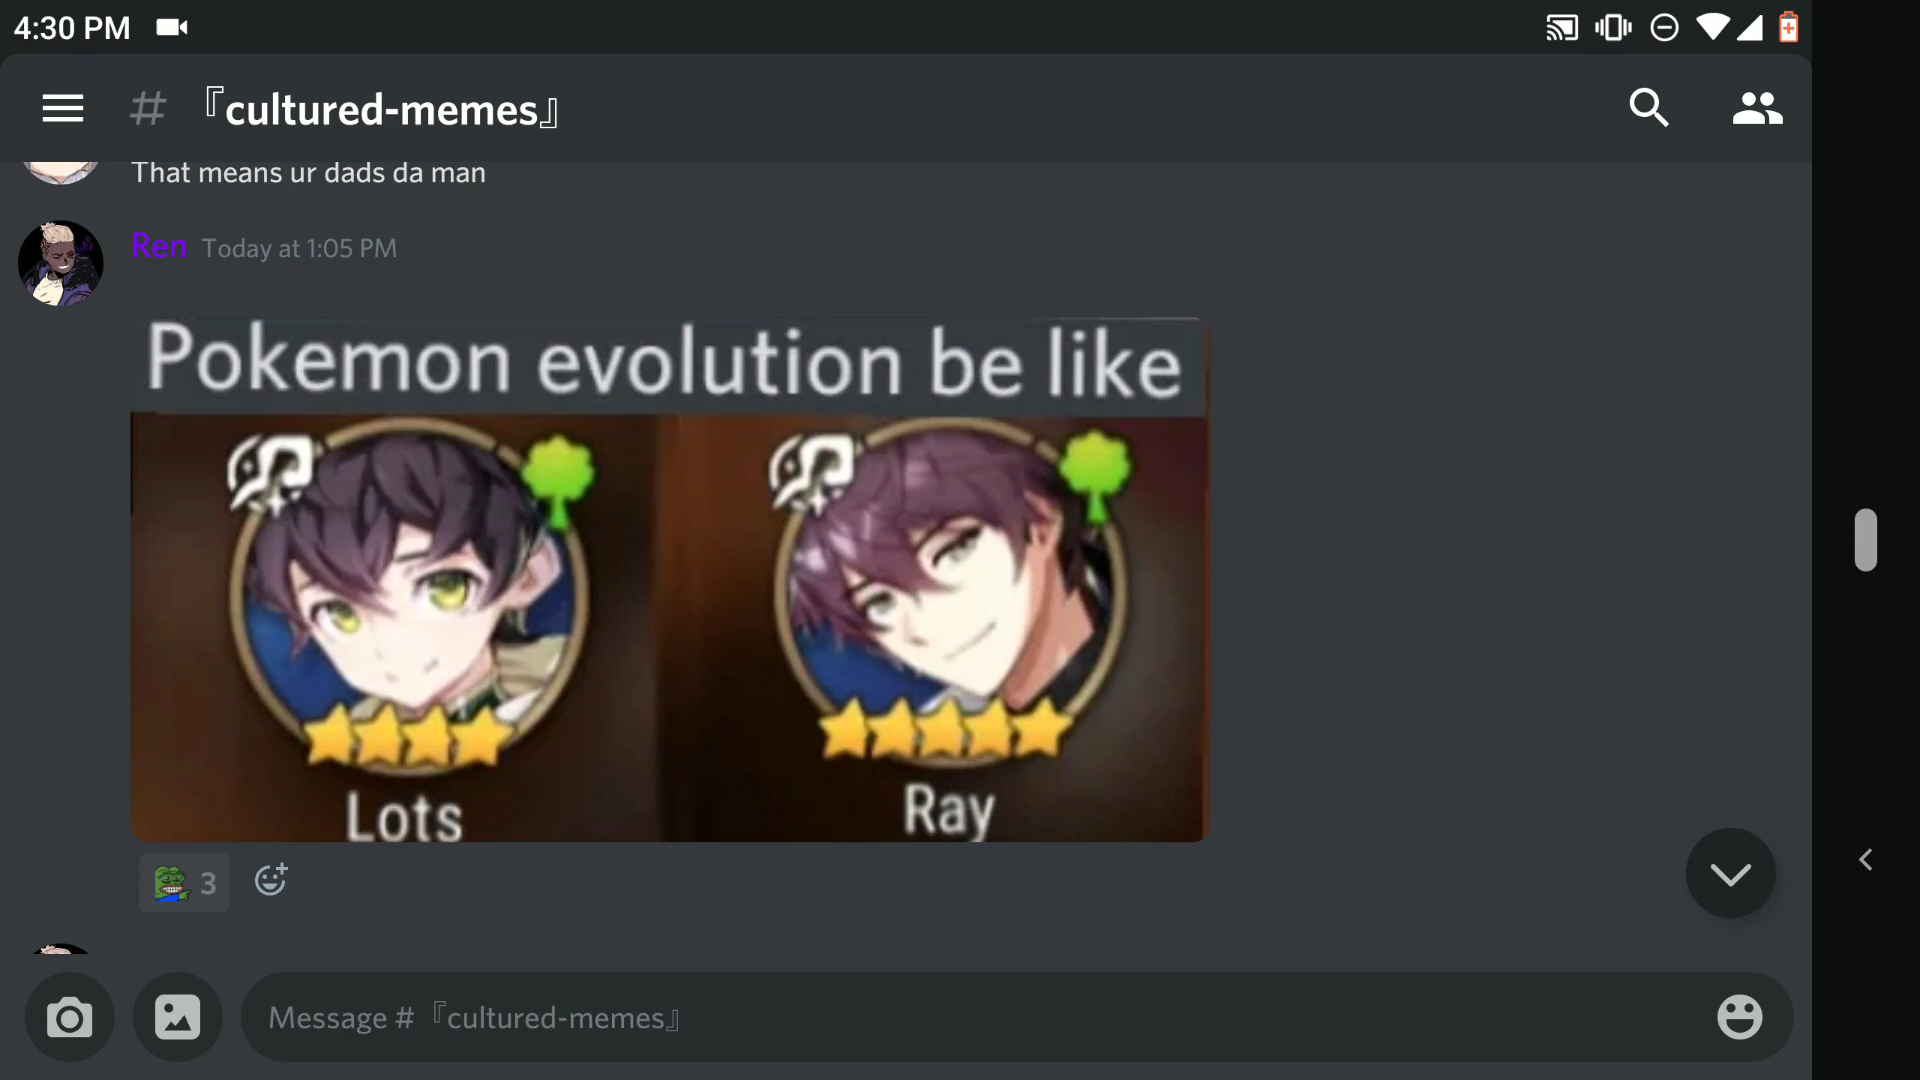 4:30 PM
# 『cultured-memes』
That means ur dads da man
Ren Today at 1:05 PM
Pokemon evolution be like
Lots Ray
3
Message # 『cultured-memes』